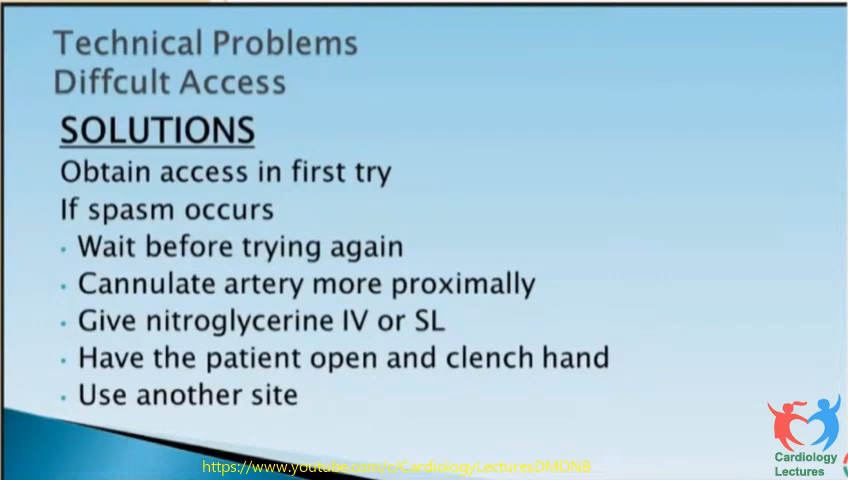 Technical Problems
Diffcult Access
SOLUTIONS
Obtain access in first try
If spasm occurs
• Wait before trying again
• Cannulate artery more proximally
• Give nitroglycerine IV or SL
• Have the patient open and clench hand
• Use another site
Cardiology
Lectures
https://www.youtube.com/c/CardiologyLecturesDMDNB